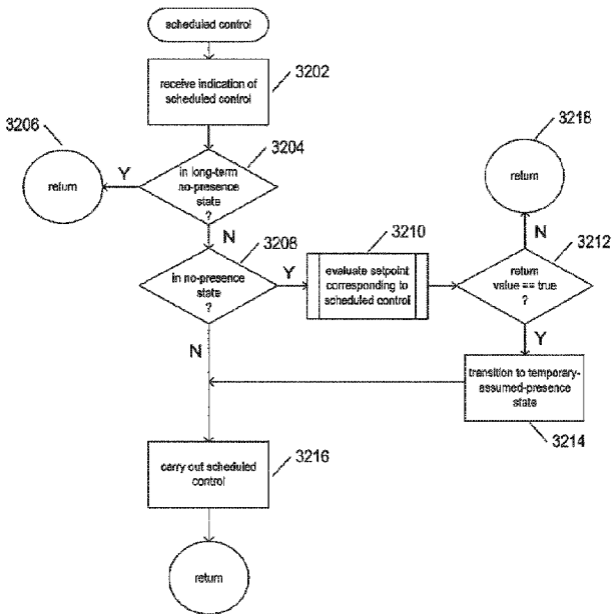 scheduled control
receive indication of
scheduled control
3202
3206
return
Y
in long-term
no-presence
state
?
3204
N
in no-presence
state
?
3208
Y
3210
evaluate setpoint
corresponding to
scheduled control
3218
return
N
3212
return
value == true
?
Y
N
transition to temporary-
assumed-presence
state
3214
carry out scheduled
control
3216
return